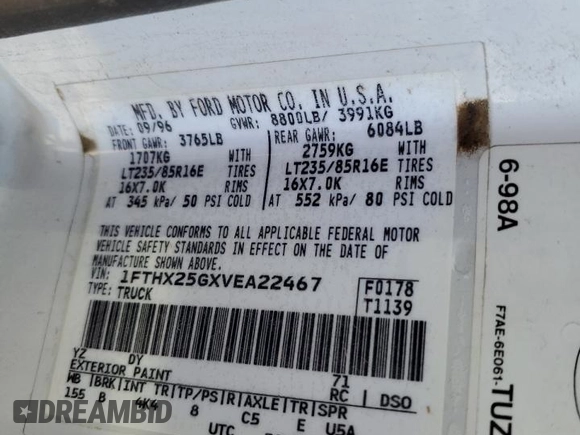 MFD. BY FORD MOTOR CO. IN U.S.A.
09/96 GVWR: 8800LB/ 3991KG
FRONT GAWR: 3765LB REAR GAWR: 6084LB
1707KG WITH 2759KG WITH
LT235/85R16E TIRES LT235/85R16E TIRES
16X7.0K RIMS 16X7.0K RIMS
AT 345 kPa/ 50 PSI COLD AT 552 kPa/ 80 PSI COLD
THIS VEHICLE CONFORMS TO ALL APPLICABLE FEDERAL MOTOR
VEHICLE SAFETY STANDARDS IN EFFECT ON THE DATE OF
MANUFACTURE SHOWN ABOVE.
VIN: 1FTHX25GXVEA22467 F0178
TYPE: TRUCK T1139
YZ DY
EXTERIOR PAINT 71 RC DSO
WB BRK INT TR TP/PS R AXLE TR SPR
155 B 4K4 8 C5 E U5A
UTC
6-98A
F7AE-6E061-TUZ
DREAMBIDCARS